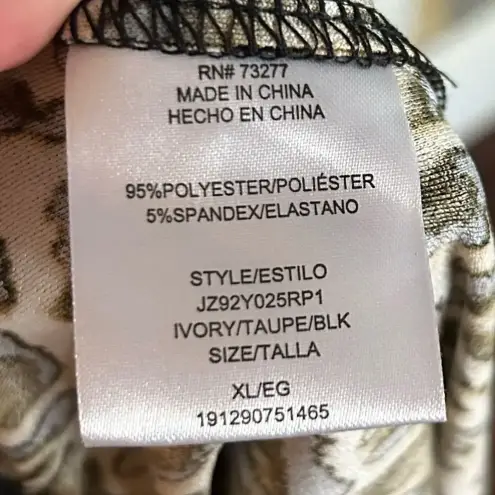 RN# 73277
MADE IN CHINA
HECHO EN CHINA
95%POLYESTER/POLIÉSTER
5%SPANDEX/ELASTANO
STYLE/ESTILO
JZ92Y025RP1
IVORY/TAUPE/BLK
SIZE/TALLA
XL/EG
191290751465